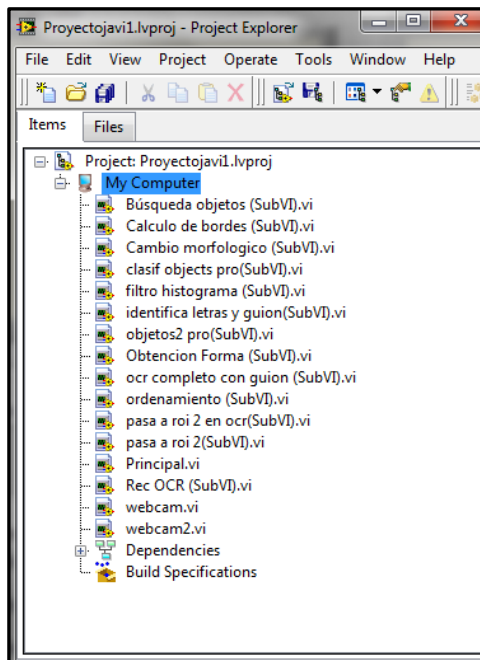 Proyectojavi1.lvproj - Project Explorer
File Edit View Project Operate Tools Window Help
Items Files
Project: Proyectojavi1.lvproj
My Computer
Búsqueda objetos (SubVI).vi
Calculo de bordes (SubVI).vi
Cambio morfologico (SubVI).vi
clasif objects pro(SubVI).vi
filtro histograma (SubVI).vi
identifica letras y guion(SubVI).vi
objetos2 pro(SubVI).vi
Obtencion Forma (SubVI).vi
ocr completo con guion (SubVI).vi
ordenamiento (SubVI).vi
pasa a roi 2 en ocr(SubVI).vi
pasa a roi 2(SubVI).vi
Principal.vi
Rec OCR (SubVI).vi
webcam.vi
webcam2.vi
Dependencies
Build Specifications